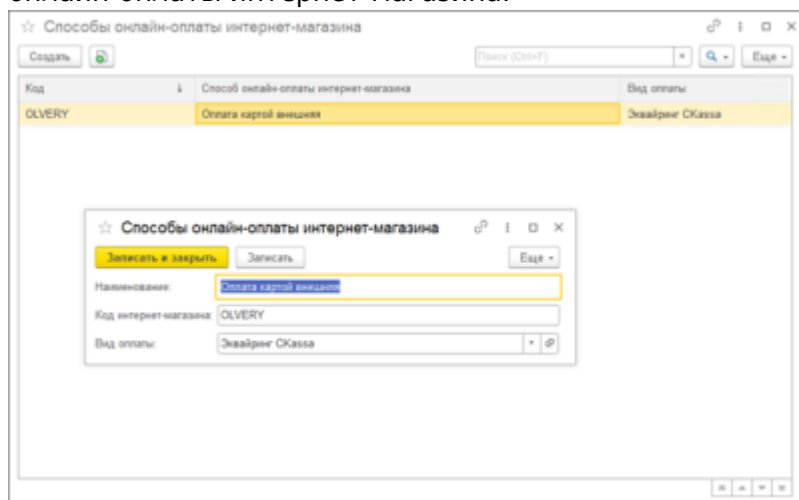 онлайн-оплаты интернет-магазина.
Способы онлайн-оплаты интернет-магазина
Создать Поиск (Ctrl+F) Еще
Код Способ онлайн-оплаты интернет-магазина Вид оплаты
OLVERY Оплата картой внешняя Эквайринг CKassa
Способы онлайн-оплаты интернет-магазина
Записать и закрыть Записать Еще
Наименование: Оплата картой внешняя
Код интернет-магазина: OLVERY
Вид оплаты: Эквайринг CKassa